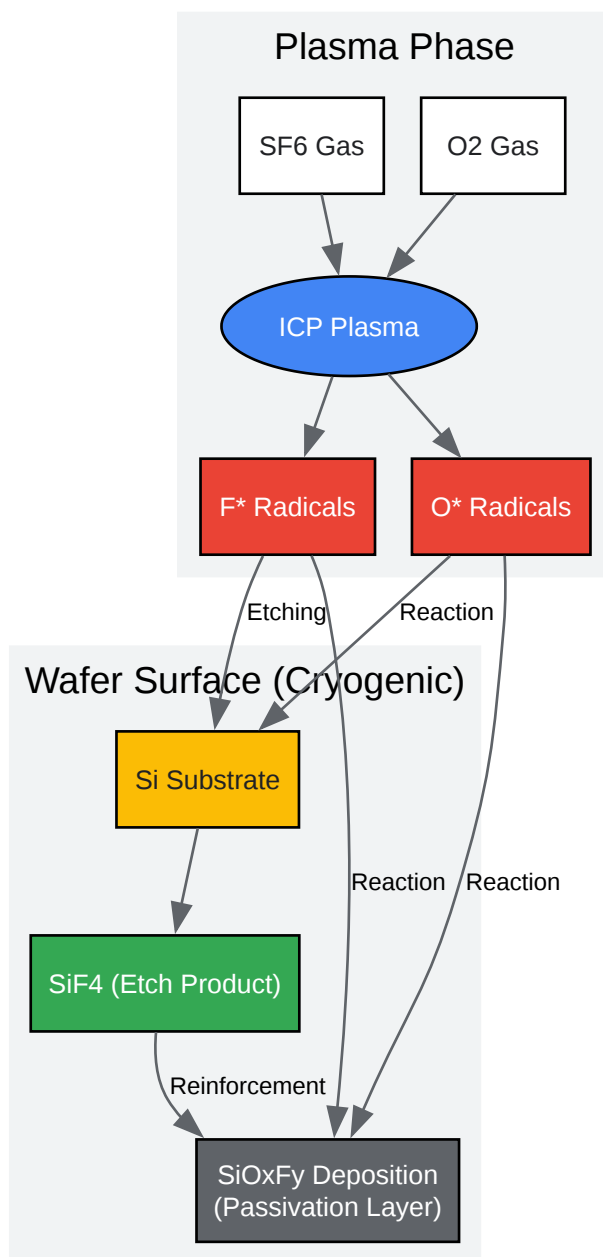 Plasma Phase
SF6 Gas
O2 Gas
ICP Plasma
F* Radicals
O* Radicals
Etching
Reaction
Wafer Surface (Cryogenic)
Si Substrate
Reaction
Reaction
SiF4 (Etch Product)
Reinforcement
SiOxFy Deposition
(Passivation Layer)